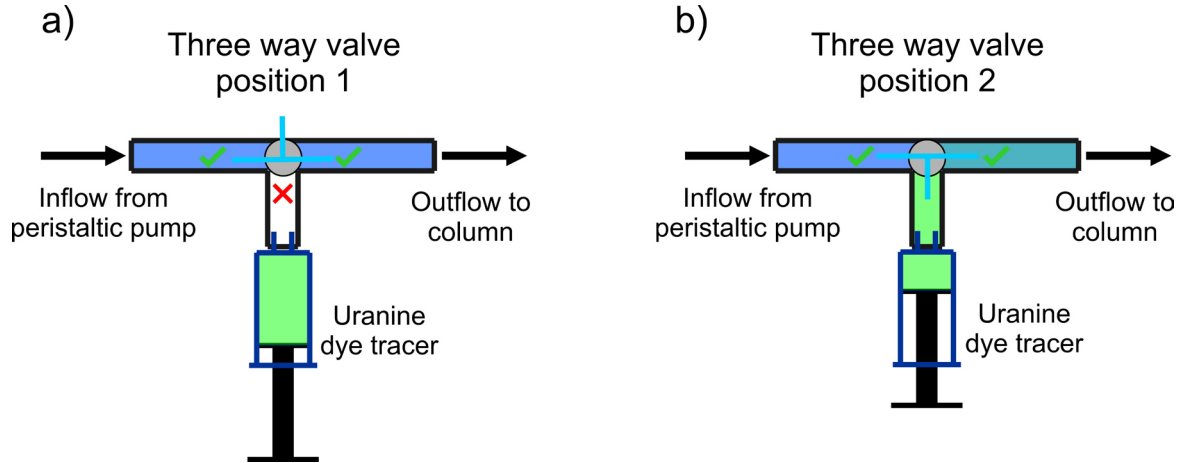 a)
Three way valve
position 1
Inflow from
peristaltic pump
Outflow to
column
Uranine
dye tracer
b)
Three way valve
position 2
Inflow from
peristaltic pump
Outflow to
column
Uranine
dye tracer